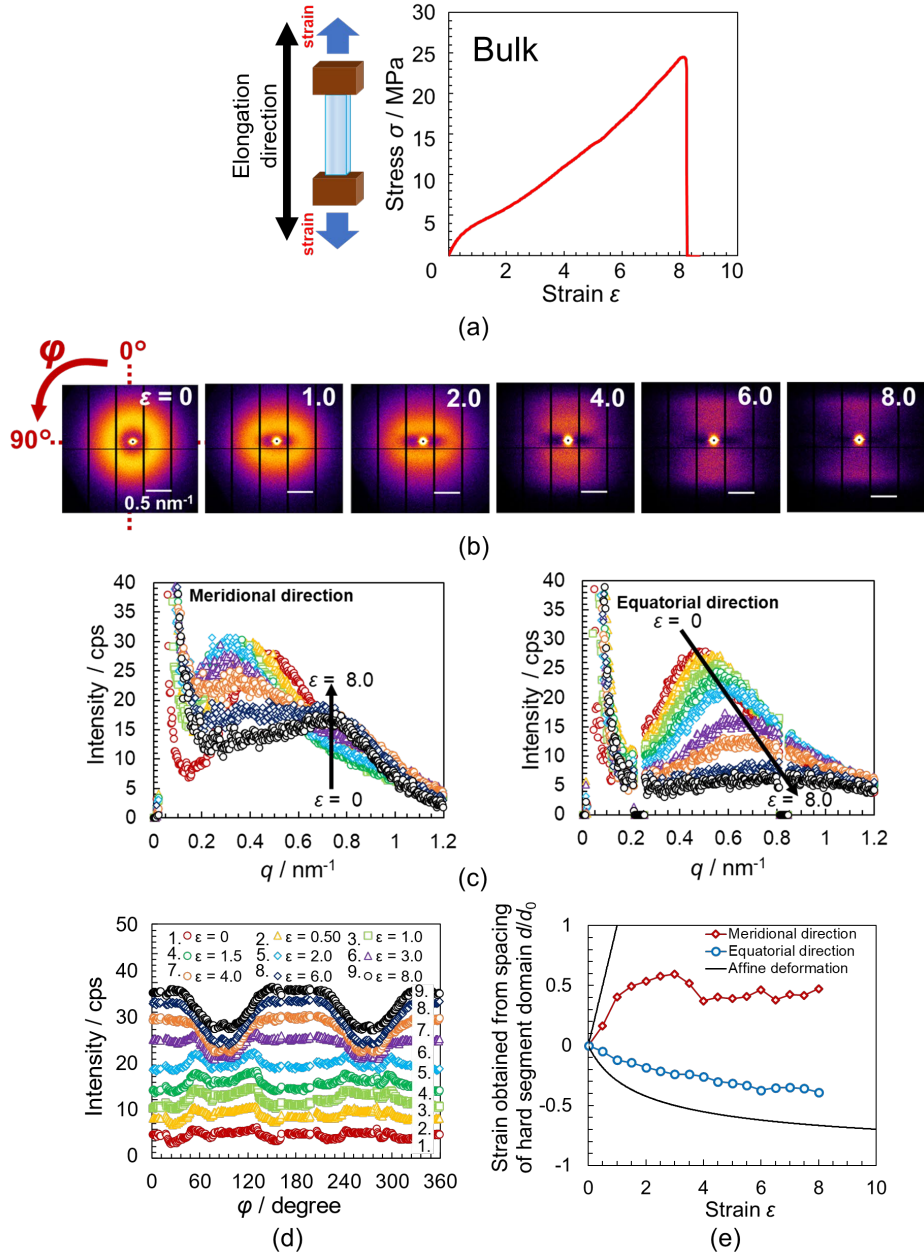 strain
Elongation
direction
strain
Bulk
Stress σ / MPa
30
25
20
15
10
5
0
2
4
6
8
10
Strain ε
(a)
φ
0°
90°
ε = 0
0.5 nm⁻¹
1.0
2.0
4.0
6.0
8.0
(b)
Meridional direction
Intensity / cps
40
35
30
25
20
15
10
5
0
ε = 8.0
ε = 0
0
0.2
0.4
0.6
0.8
1.0
1.2
q / nm⁻¹
Equatorial direction
Intensity / cps
40
35
30
25
20
15
10
5
0
ε = 0
ε = 8.0
0
0.2
0.4
0.6
0.8
1.0
1.2
q / nm⁻¹
(c)
Intensity / cps
50
40
30
20
10
0
1. ε = 0 2. ε = 0.50 3. ε = 1.0
4. ε = 1.5 5. ε = 2.0 6. ε = 3.0
7. ε = 4.0 8. ε = 6.0 9. ε = 8.0
9.
8.
7.
6.
5.
4.
3.
2.
1.
0
60
120
180
240
300
360
φ / degree
(d)
Strain obtained from spacing
of hard segment domain d/d₀
1
0.5
0
-0.5
-1
Meridional direction
Equatorial direction
Affine deformation
0
2
4
6
8
10
Strain ε
(e)